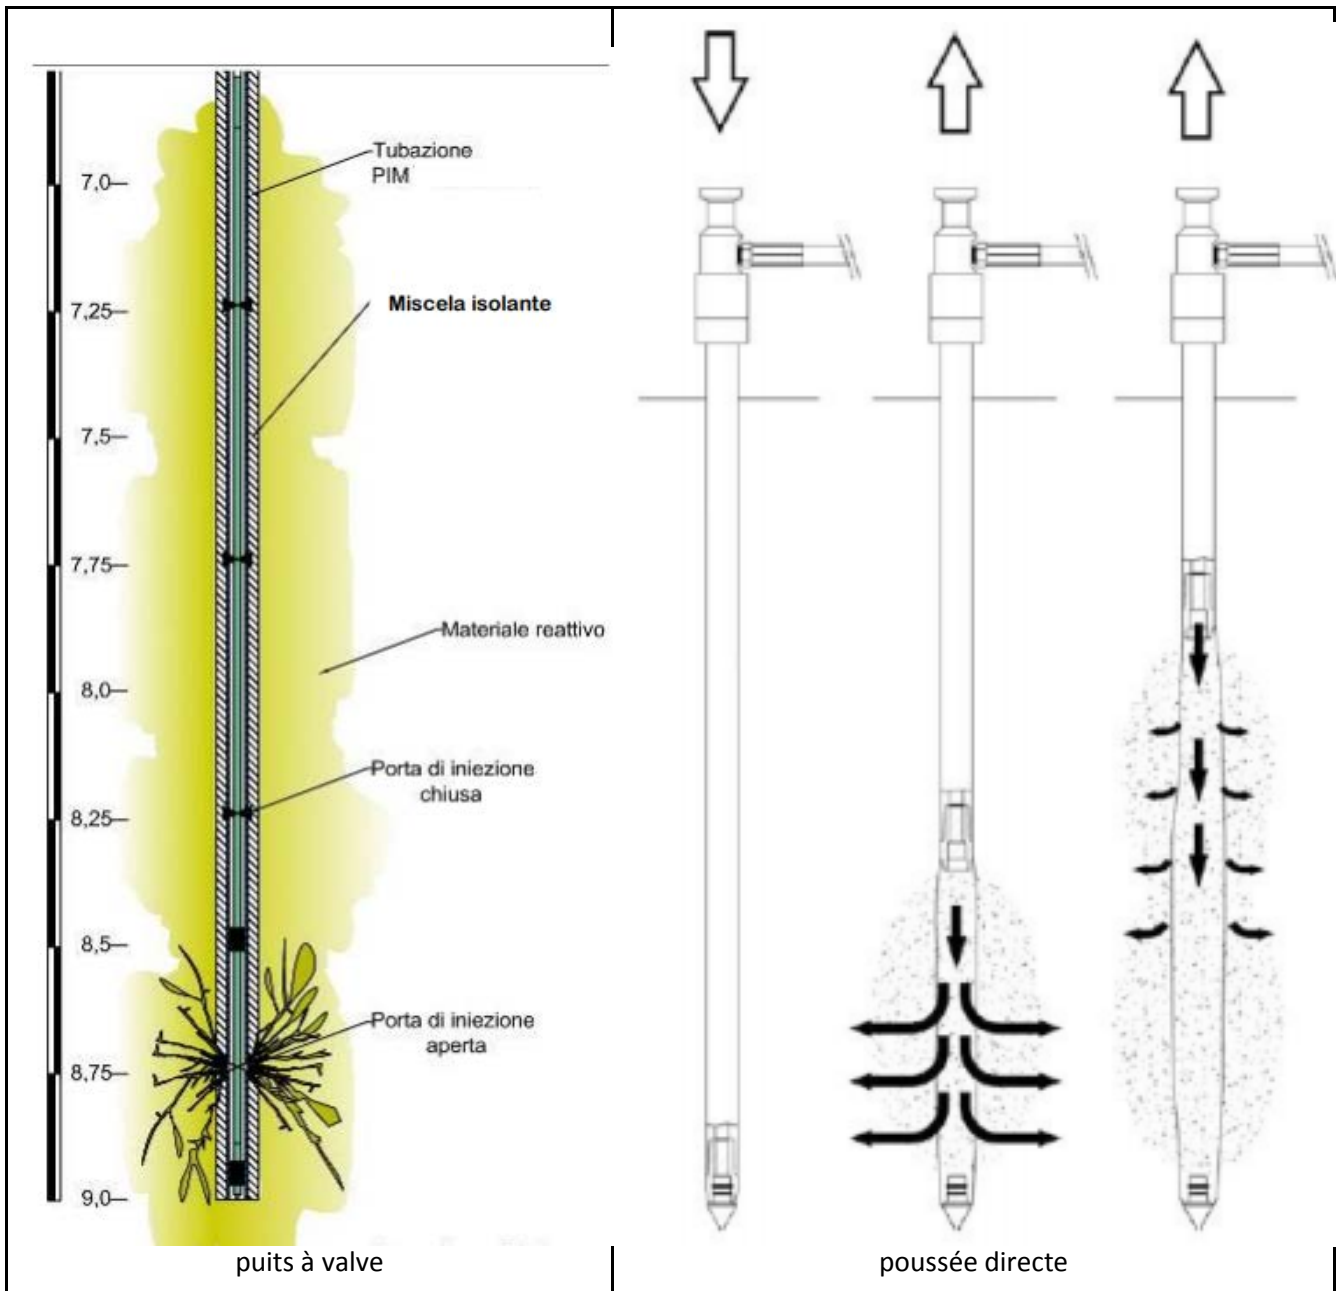 Tubazione
PIM
7,0
Miscela isolante
7,25
7,5
7,75
Materiale reattivo
8,0
Porta di iniezione
chiusa
8,25
8,5
Porta di iniezione
aperta
8,75
9,0
puits à valve
poussée directe